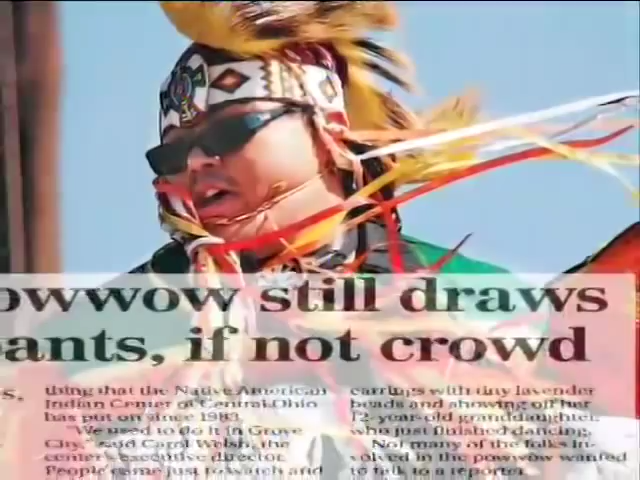 owwow still draws
pants, if not crowd
s,
thing that the Native American
Indian Center of Central Ohio
has put on since 1983.
"We used to do it in Grove
City," said Carol Welsh, the
center's executive director.
People came just to watch and
earrings with tiny lavender
beads and showing off her
12-year-old granddaughter,
who just finished dancing.
Not many of the folks in-
volved in the powwow wanted
to talk to a reporter.